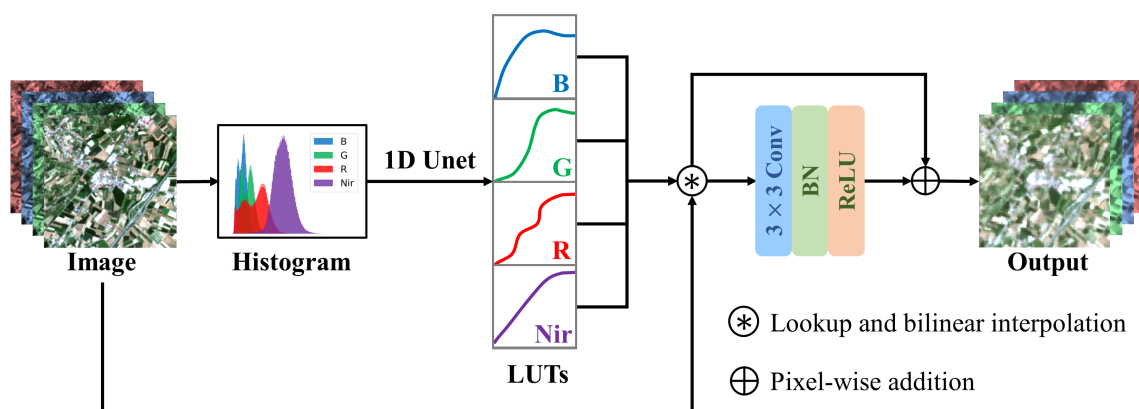 Image
B
G
R
Nir
Histogram
1D Unet
B
G
R
Nir
LUTs
3 × 3 Conv
BN
ReLU
Output
Lookup and bilinear interpolation
Pixel-wise addition